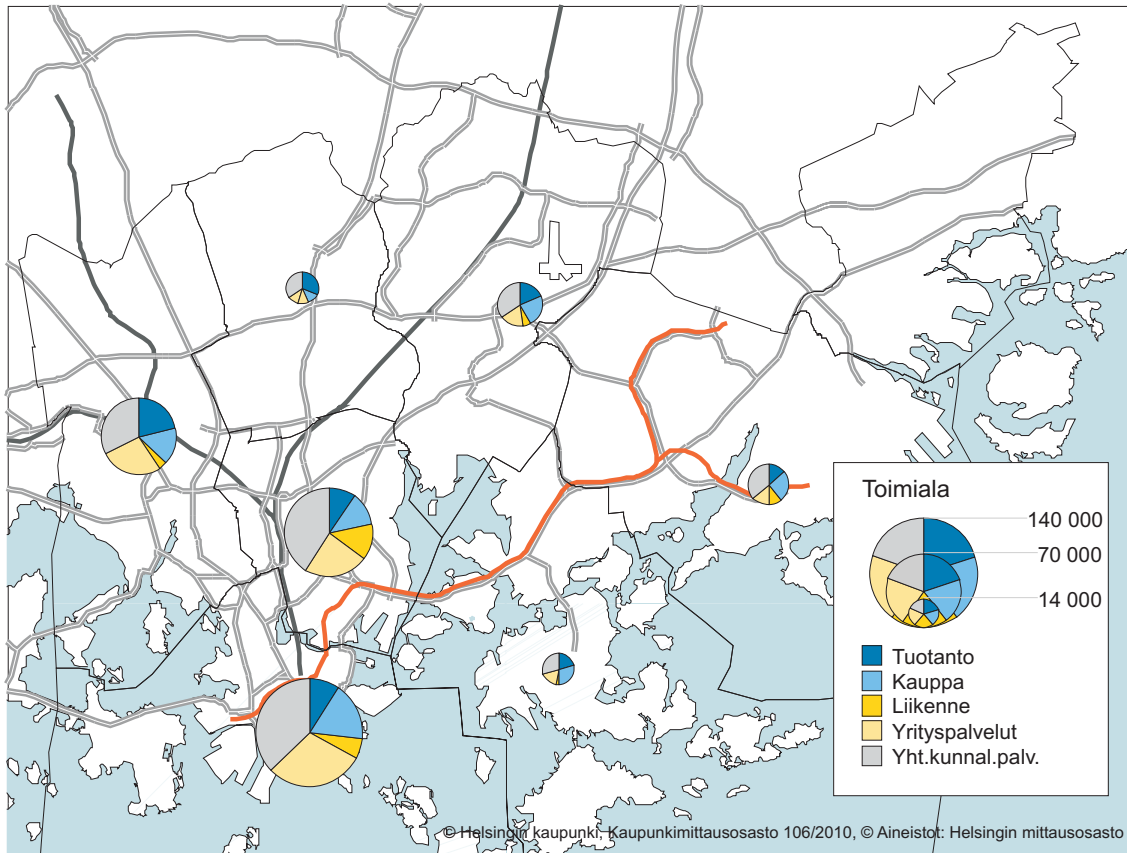 Toimiala
140 000
70 000
14 000
Tuotanto
Kauppa
Liikenne
Yrityspalvelut
Yht.kunnal.palv.
© Helsingin kaupunki, Kaupunkimittausosasto 106/2010, © Aineistot: Helsingin mittausosasto